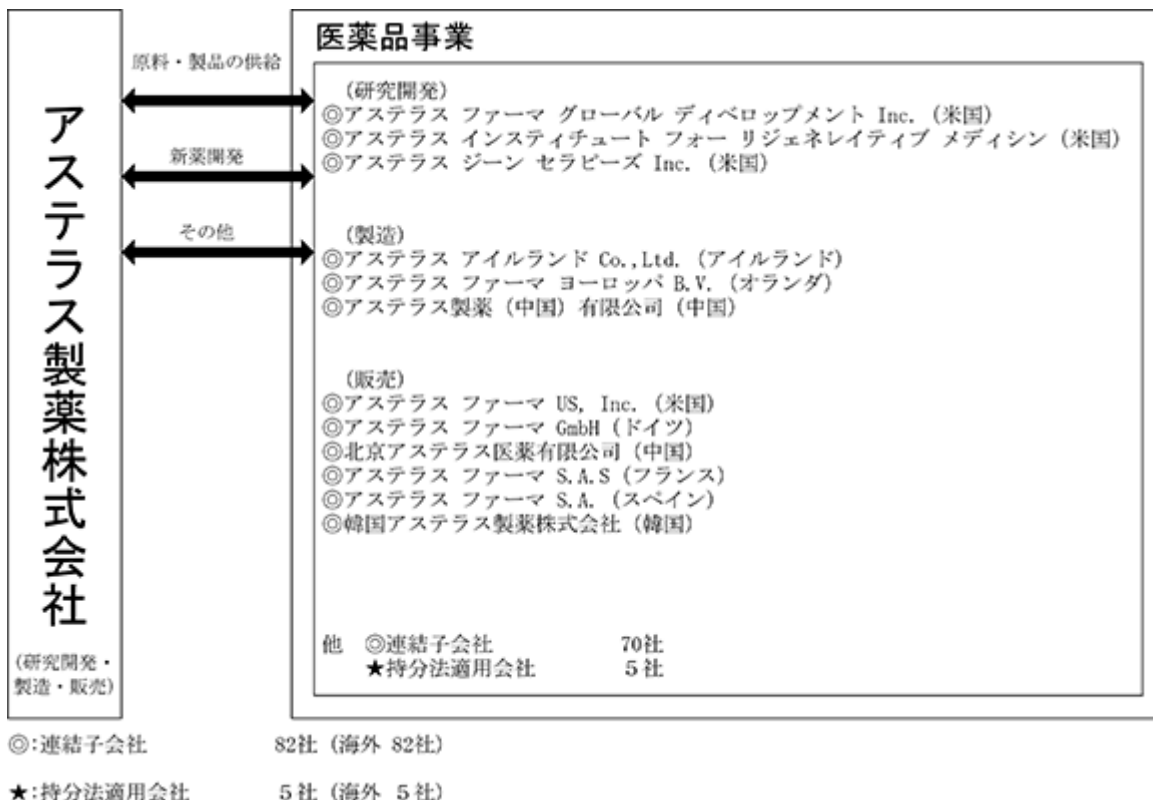 アステラス製薬株式会社
(研究開発・
製造・販売)
原料・製品の供給
新薬開発
その他
医薬品事業
(研究開発)
◎アステラス ファーマ グローバル ディベロップメント Inc. (米国)
◎アステラス インスティチュート フォー リジェネレイティブ メディシン (米国)
◎アステラス ジーン セラピーズ Inc. (米国)
(製造)
◎アステラス アイルランド Co.,Ltd. (アイルランド)
◎アステラス ファーマ ヨーロッパ B.V. (オランダ)
◎アステラス製薬 (中国) 有限公司 (中国)
(販売)
◎アステラス ファーマ US, Inc. (米国)
◎アステラス ファーマ GmbH (ドイツ)
◎北京アステラス医薬有限公司 (中国)
◎アステラス ファーマ S.A.S (フランス)
◎アステラス ファーマ S.A. (スペイン)
◎韓国アステラス製薬株式会社 (韓国)
他 ◎連結子会社 70社
★持分法適用会社 5社
◎:連結子会社 82社 (海外 82社)
★:持分法適用会社 5社 (海外 5社)